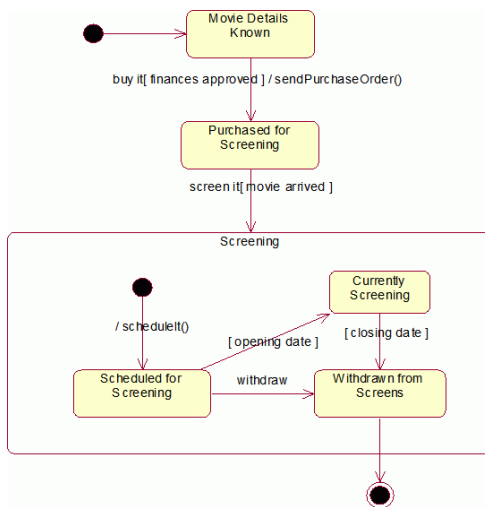 Movie Details
Known
buy it[ finances approved ] / sendPurchaseOrder()
Purchased for
Screening
screen it[ movie arrived ]
Screening
Currently
Screening
/ scheduleIt()
[ opening date ]
[ closing date ]
Scheduled for
Screening
withdraw
Withdrawn from
Screens